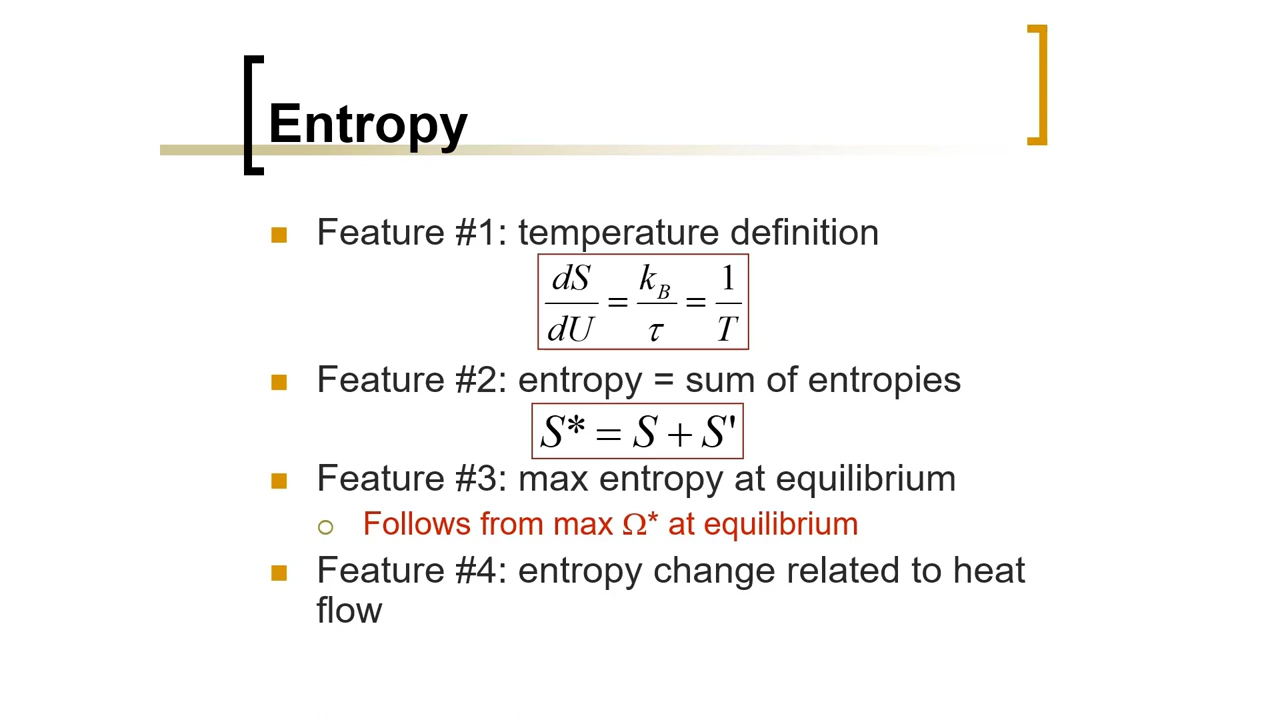 Entropy
Feature #1: temperature definition
dS/dU = k_B/τ = 1/T
Feature #2: entropy = sum of entropies
S* = S + S'
Feature #3: max entropy at equilibrium
Follows from max Ω* at equilibrium
Feature #4: entropy change related to heat
flow